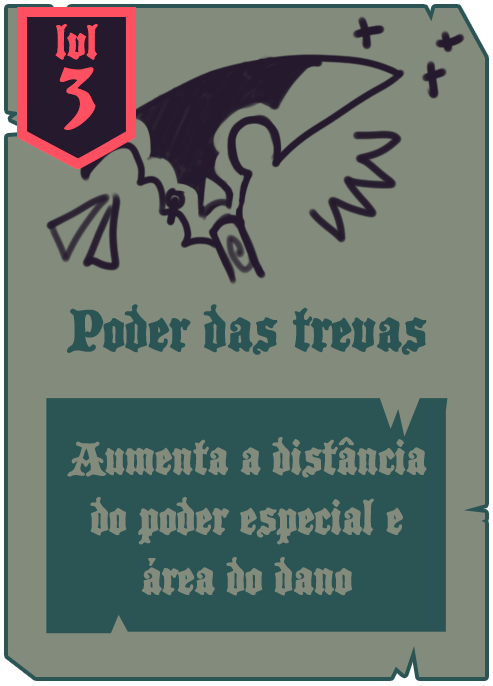 lvl
3
Poder das trevas
Aumenta a distância
do poder especial e
área do dano